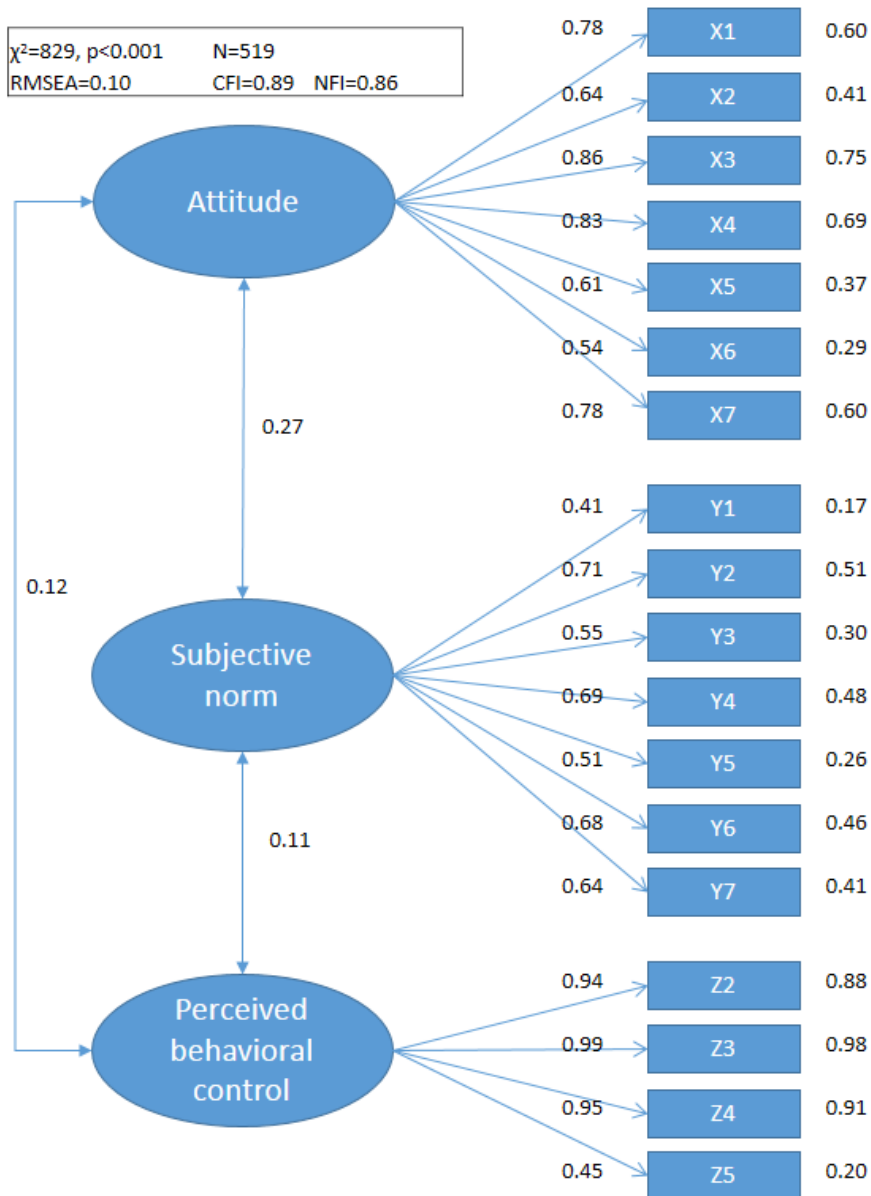 χ²=829, p<0.001 N=519
RMSEA=0.10 CFI=0.89 NFI=0.86
0.78 X1 0.60
0.64 X2 0.41
0.86 X3 0.75
Attitude
0.83 X4 0.69
0.61 X5 0.37
0.54 X6 0.29
0.78 X7 0.60
0.27
0.41 Y1 0.17
0.71 Y2 0.51
0.12
0.55 Y3 0.30
Subjective
norm
0.69 Y4 0.48
0.51 Y5 0.26
0.68 Y6 0.46
0.11
0.64 Y7 0.41
0.94 Z2 0.88
Perceived
behavioral
control
0.99 Z3 0.98
0.95 Z4 0.91
0.45 Z5 0.20